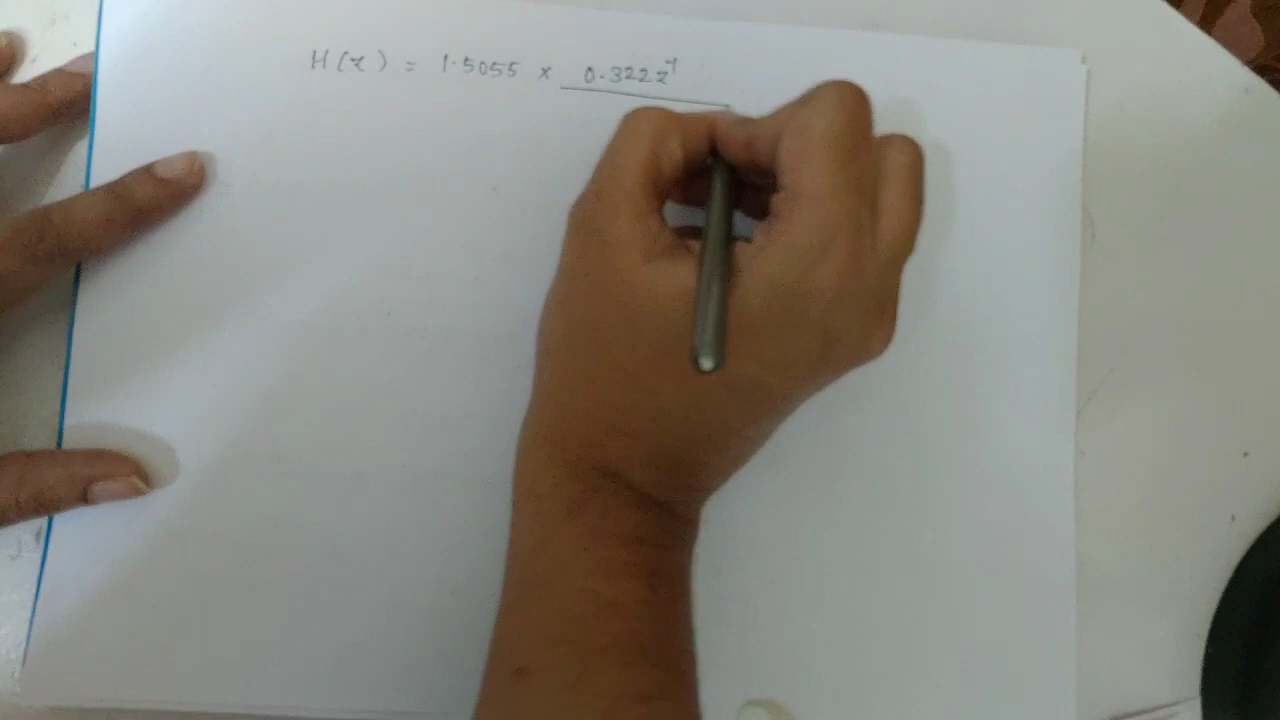 H(z) = 1.5055 × 0.322z⁻¹